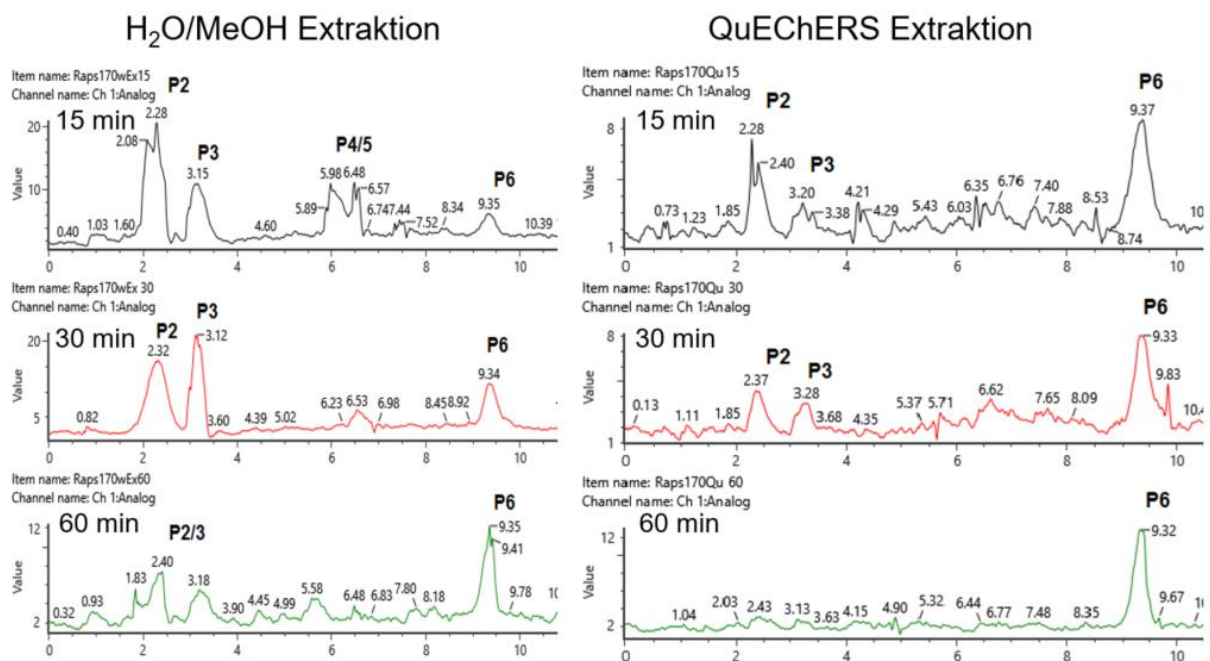 H₂O/MeOH Extraktion
Item name: Raps170wEx15
Channel name: Ch 1:Analog
15 min
P2
P3
P4/5
P6
Value
20
10
0.40
1.03
1.60
2.08
2.28
3.15
4.60
5.89
5.98
6.48
6.57
6.74
7.44
7.52
8.34
9.35
10.39
0 2 4 6 8 10
Item name: Raps170wEx 30
Channel name: Ch 1:Analog
30 min
P2
P3
P6
Value
20
5
0.82
2.32
3.12
3.60
4.39
5.02
6.23
6.53
6.98
8.45
8.92
9.34
0 2 4 6 8 10
Item name: Raps170wEx60
Channel name: Ch 1:Analog
60 min
P2/3
P6
Value
12
2
0.32
0.93
1.83
2.40
3.18
3.90
4.45
4.99
5.58
6.48
6.83
7.80
8.18
9.35
9.41
9.78
10
0 2 4 6 8 10
QuEChERS Extraktion
Item name: Raps170Qu 15
Channel name: Ch 1:Analog
15 min
P2
P3
P6
Value
8
1
0.73
1.23
1.85
2.28
2.40
3.20
3.38
4.21
4.29
5.43
6.03
6.35
6.76
7.40
7.88
8.53
8.74
9.37
10
0 2 4 6 8 10
Item name: Raps170Qu 30
Channel name: Ch 1:Analog
30 min
P2
P3
P6
Value
8
1
0.13
1.11
1.85
2.37
3.28
3.68
4.35
5.37
5.71
6.62
7.65
8.09
9.33
9.83
10.4
0 2 4 6 8 10
Item name: Raps170Qu 60
Channel name: Ch 1:Analog
60 min
P6
Value
12
2
1.04
2.03
2.43
3.13
3.63
4.15
4.90
5.32
6.44
6.77
7.48
8.35
9.32
9.67
0 2 4 6 8 10